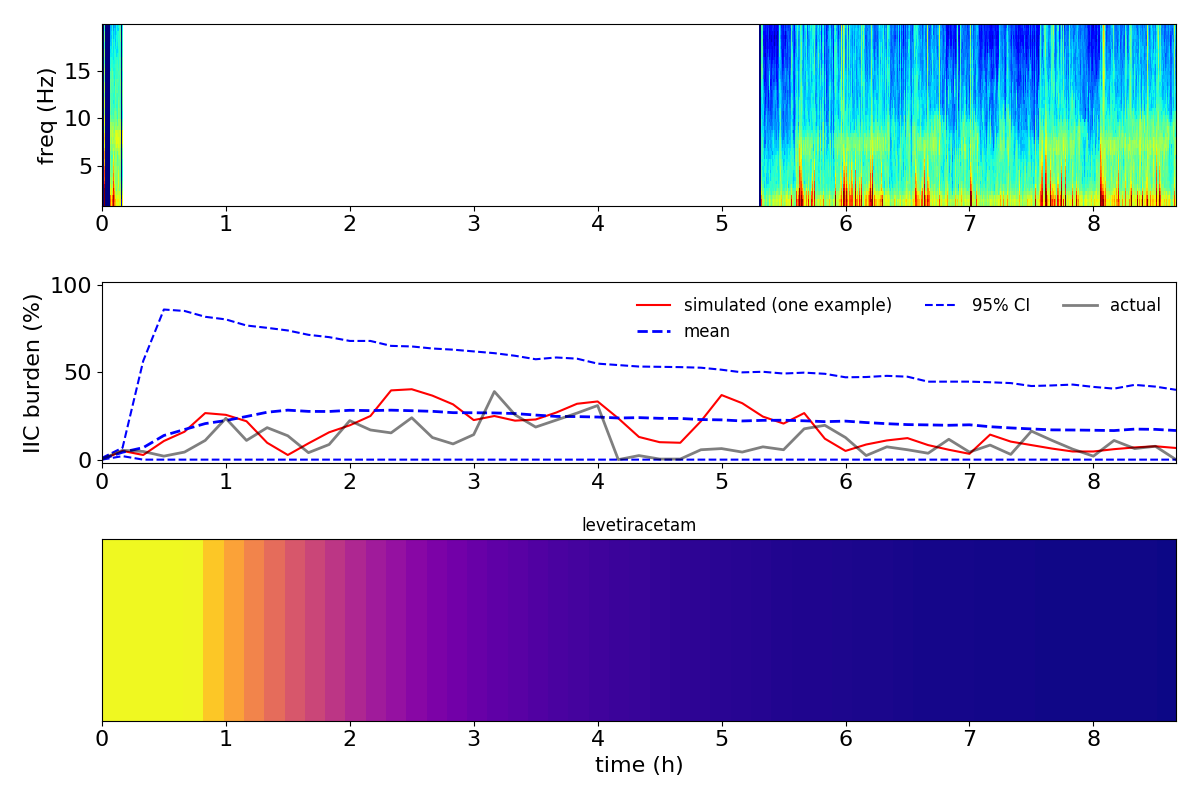 freq (Hz)
15
10
5
0 1 2 3 4 5 6 7 8
IIC burden (%)
100
50
0
simulated (one example)
mean
95% CI
actual
0 1 2 3 4 5 6 7 8
levetiracetam
0 1 2 3 4 5 6 7 8
time (h)